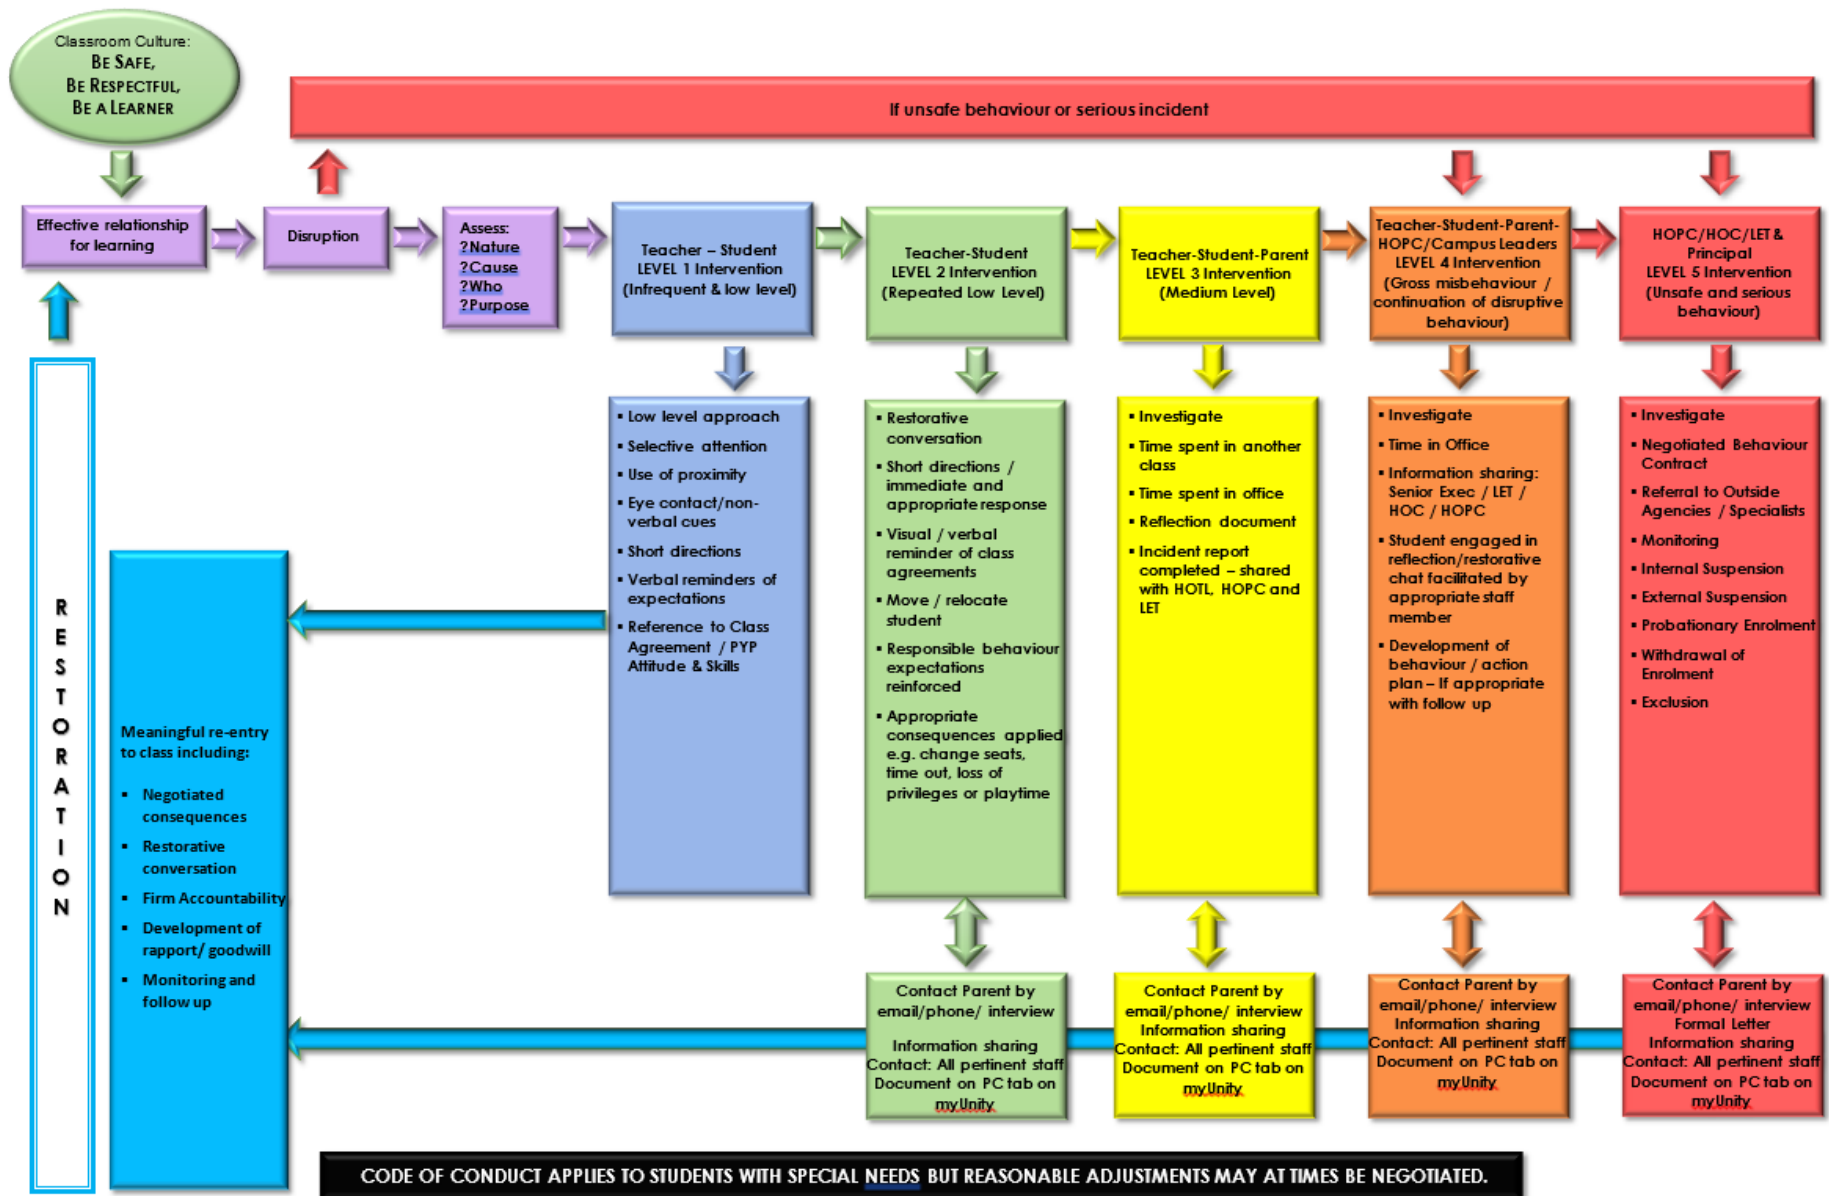 Classroom Culture:
BE SAFE,
BE RESPECTFUL,
BE A LEARNER
If unsafe behaviour or serious incident
Effective relationship
for learning
Disruption
Assess:
?Nature
?Cause
?Who
?Purpose
Teacher – Student
LEVEL 1 Intervention
(Infrequent & low level)
Teacher-Student
LEVEL 2 Intervention
(Repeated Low Level)
Teacher-Student-Parent
LEVEL 3 Intervention
(Medium Level)
Teacher-Student-Parent-
HOPC/Campus Leaders
LEVEL 4 Intervention
(Gross misbehaviour /
continuation of disruptive
behaviour)
HOPC/HOC/LET &
Principal
LEVEL 5 Intervention
(Unsafe and serious
behaviour)
▪ Low level approach
▪ Selective attention
▪ Use of proximity
▪ Eye contact/non-
verbal cues
▪ Short directions
▪ Verbal reminders of
expectations
▪ Reference to Class
Agreement / PYP
Attitude & Skills
▪ Restorative
conversation
▪ Short directions /
immediate and
appropriate response
▪ Visual / verbal
reminder of class
agreements
▪ Move / relocate
student
▪ Responsible behaviour
expectations
reinforced
▪ Appropriate
consequences applied
e.g. change seats,
time out, loss of
privileges or playtime
▪ Investigate
▪ Time spent in another
class
▪ Time spent in office
▪ Reflection document
▪ Incident report
completed – shared
with HOTL, HOPC and
LET
▪ Investigate
▪ Time in Office
▪ Information sharing:
Senior Exec / LET /
HOC / HOPC
▪ Student engaged in
reflection/restorative
chat facilitated by
appropriate staff
member
▪ Development of
behaviour / action
plan – If appropriate
with follow up
▪ Investigate
▪ Negotiated Behaviour
Contract
▪ Referral to Outside
Agencies / Specialists
▪ Monitoring
▪ Internal Suspension
▪ External Suspension
▪ Probationary Enrolment
▪ Withdrawal of
Enrolment
▪ Exclusion
RESTORATION
Meaningful re-entry
to class including:
▪ Negotiated
consequences
▪ Restorative
conversation
▪ Firm Accountability
▪ Development of
rapport/ goodwill
▪ Monitoring and
follow up
Contact Parent by
email/phone/ interview
Information sharing
Contact: All pertinent staff
Document on PC tab on
myUnity
Contact Parent by
email/phone/ interview
Information sharing
Contact: All pertinent staff
Document on PC tab on
myUnity
Contact Parent by
email/phone/ interview
Information sharing
Contact: All pertinent staff
Document on PC tab on
myUnity
Contact Parent by
email/phone/ interview
Formal Letter
Information sharing
Contact: All pertinent staff
Document on PC tab on
myUnity
CODE OF CONDUCT APPLIES TO STUDENTS WITH SPECIAL NEEDS BUT REASONABLE ADJUSTMENTS MAY AT TIMES BE NEGOTIATED.